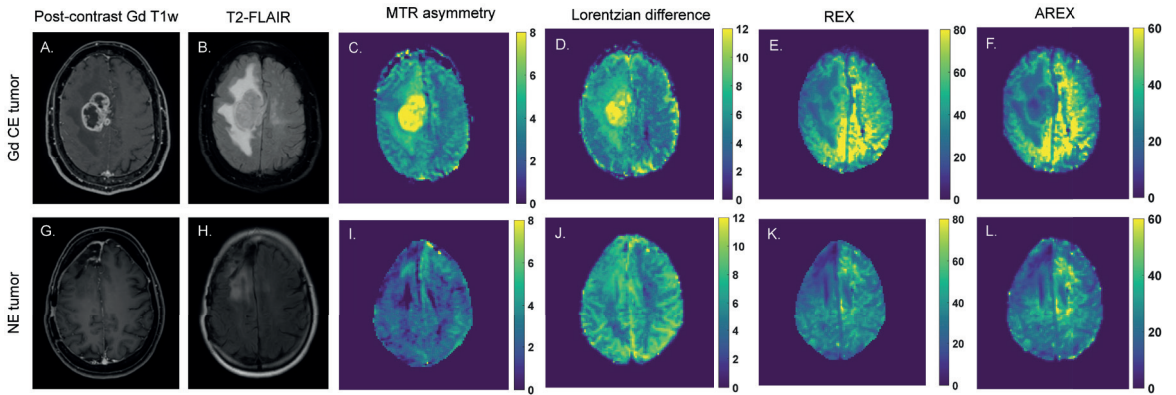 Post-contrast Gd T1w T2-FLAIR MTR asymmetry Lorentzian difference REX AREX
Gd CE tumor
A. B. C. D. E. F.
8 6 4 2 0
12 10 8 6 4 2 0
80 60 40 20 0
60 40 20 0
NE tumor
G. H. I. J. K. L.
8 6 4 2 0
12 10 8 6 4 2 0
80 60 40 20 0
60 40 20 0